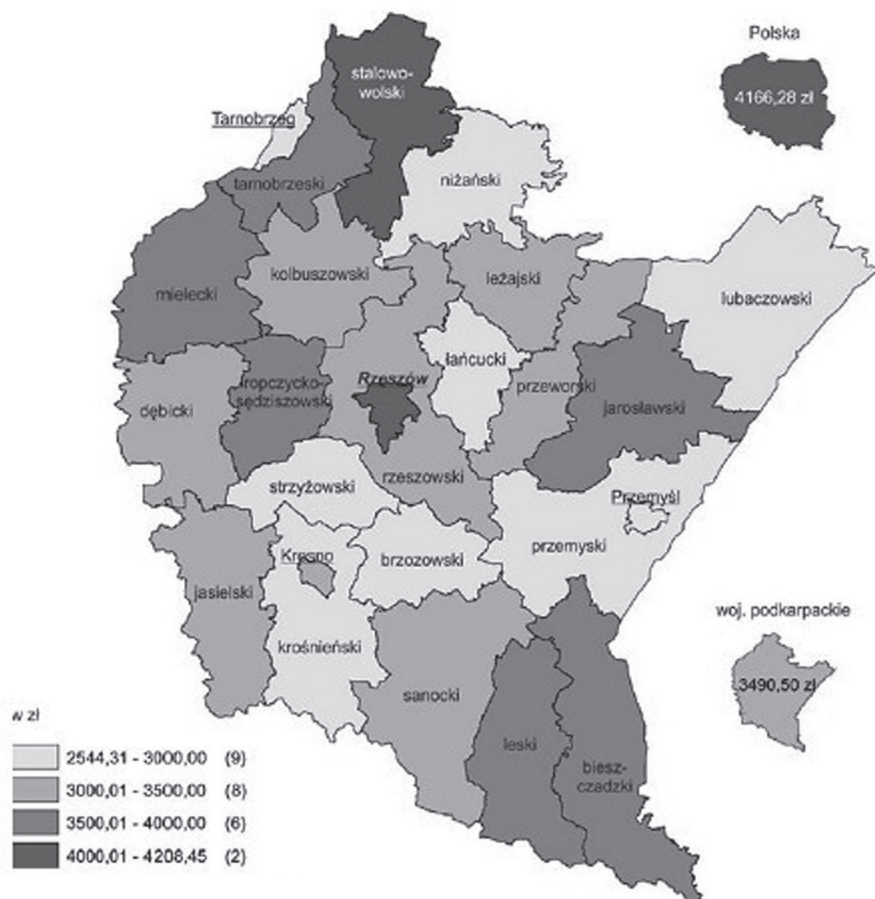 Polska
4166,28 zł
stalowo-
wolski
Tarnobrzeg
tarnobrzeski
niżański
kolbuszowski
leżajski
mielecki
lubaczowski
łańcucki
ropczycko-
sędziszowski
Rzeszów
przeworski
jarosławski
dębicki
rzeszowski
strzyżowski
Przemyśl
Krosno
brzozowski
przemyski
jasielski
woj. podkarpackie
krośnieński
3490,50 zł
sanocki
w zł
leski
biesz-
czadzki
2544,31 - 3000,00 (9)
3000,01 - 3500,00 (8)
3500,01 - 4000,00 (6)
4000,01 - 4208,45 (2)